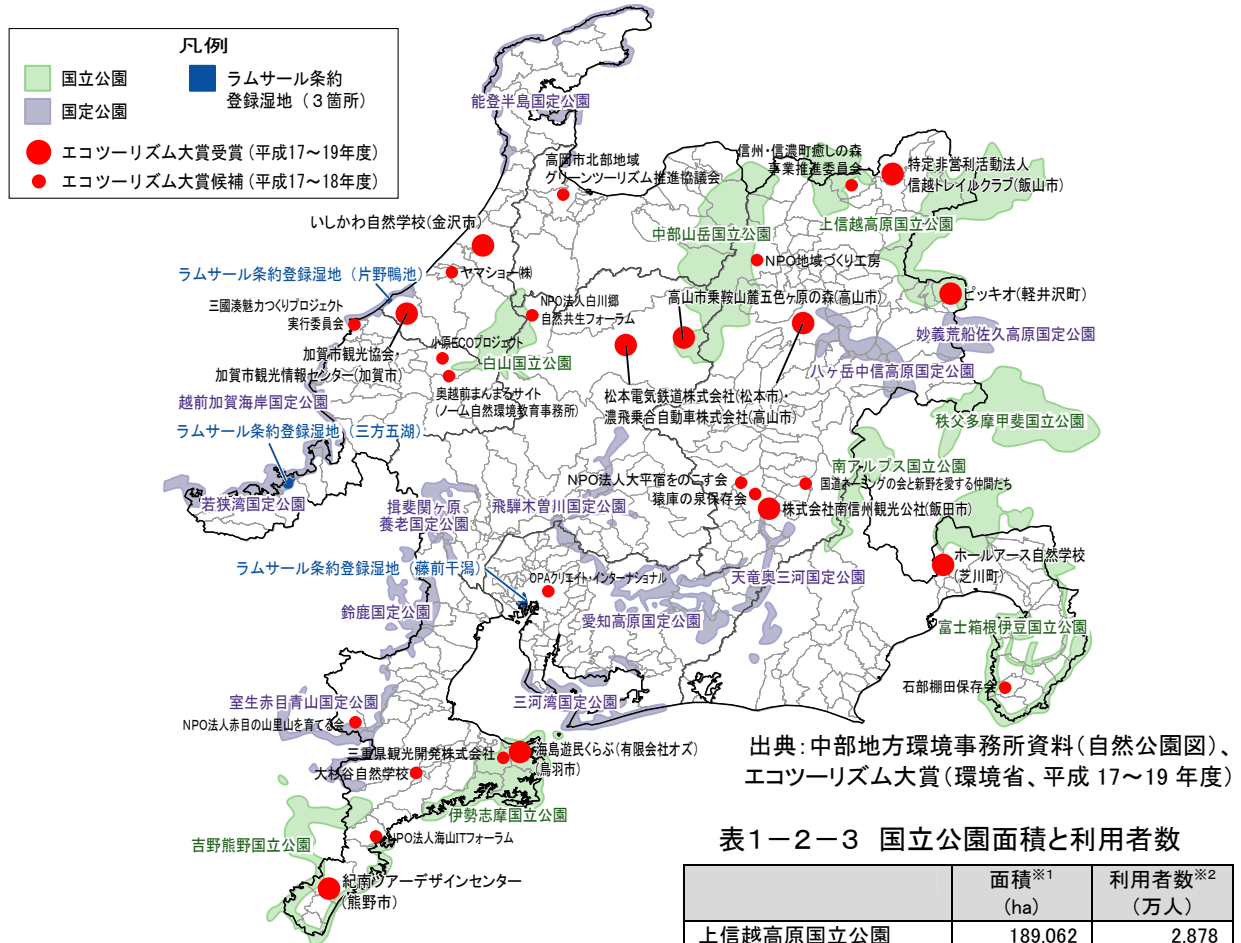 凡例
国立公園
国定公園
ラムサール条約
登録湿地（３箇所）
エコツーリズム大賞受賞（平成17～19年度）
エコツーリズム大賞候補（平成17～18年度）
能登半島国定公園
高岡市北部地域
グリーンツーリズム推進協議会
信州・信濃町癒しの森
事業推進委員会
特定非営利活動法人
信越トレイルクラブ（飯山市）
いしかわ自然学校（金沢市）
中部山岳国立公園
上信越高原国立公園
NPO地域づくり工房
ラムサール条約登録湿地（片野鴨池）
ヤマショー㈱
三國湊魅力つくりプロジェクト
実行委員会
NPO法人白川郷
自然共生フォーラム
高山市乗鞍山麓五色ヶ原の森（高山市）
ピッキオ（軽井沢町）
妙義荒船佐久高原国定公園
加賀市観光協会・
加賀市観光情報センター（加賀市）
小原ECOプロジェクト
白山国立公園
八ヶ岳中信高原国定公園
越前加賀海岸国定公園
奥越前まんまるサイト
（ノーム自然環境教育事務所）
松本電気鉄道株式会社（松本市）・
濃飛乗合自動車株式会社（高山市）
秩父多摩甲斐国立公園
ラムサール条約登録湿地（三方五湖）
若狭湾国定公園
揖斐関ヶ原
養老国定公園
飛騨木曽川国定公園
NPO法人大平宿をのこす会
猿庫の泉保存会
南アルプス国立公園
国道ホーミングの会と新野を愛する仲間たち
株式会社南信州観光公社（飯田市）
ラムサール条約登録湿地（藤前干潟）
OPAクリエイト・インターナショナル
天竜奥三河国定公園
ホールアース自然学校
（芝川町）
鈴鹿国定公園
愛知高原国定公園
富士箱根伊豆国立公園
石部棚田保存会
室生赤目青山国定公園
NPO法人赤目の里山を育てる会
三河湾国定公園
三重県観光開発株式会社
海島遊民くらぶ（有限会社オズ）
（鳥羽市）
大杉谷自然学校
伊勢志摩国立公園
吉野熊野国立公園
NPO法人海山ITフォーラム
紀南ツアーデザインセンター
（熊野市）
出典：中部地方環境事務所資料（自然公園図）、
エコツーリズム大賞（環境省、平成17～19年度）
表１－２－３ 国立公園面積と利用者数
面積※1 利用者数※2
(ha) (万人)
上信越高原国立公園 189,062 2,878